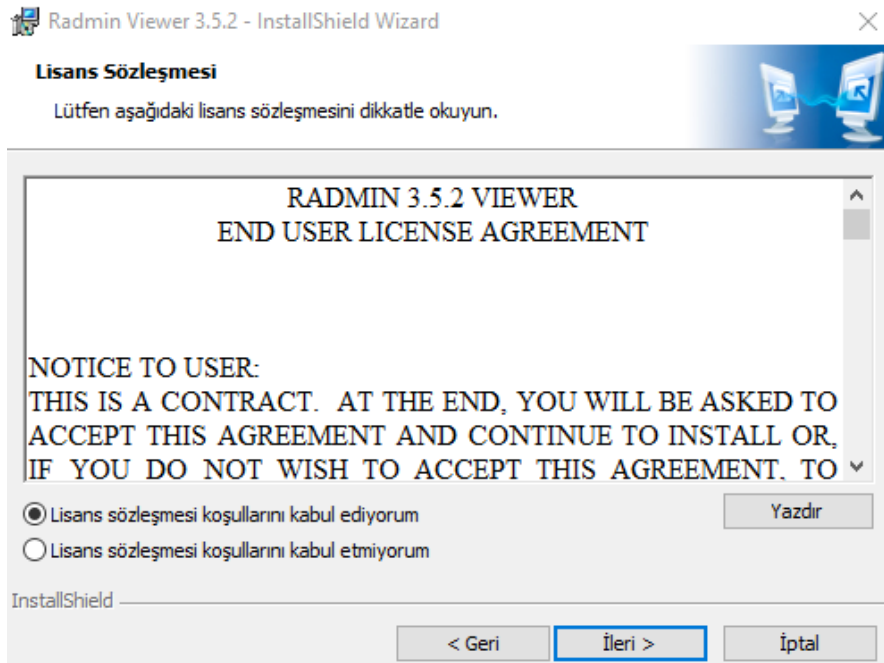 Radmin Viewer 3.5.2 - InstallShield Wizard
Lisans Sözleşmesi
Lütfen aşağıdaki lisans sözleşmesini dikkatle okuyun.
RADMIN 3.5.2 VIEWER
END USER LICENSE AGREEMENT
NOTICE TO USER:
THIS IS A CONTRACT. AT THE END, YOU WILL BE ASKED TO
ACCEPT THIS AGREEMENT AND CONTINUE TO INSTALL OR,
IF YOU DO NOT WISH TO ACCEPT THIS AGREEMENT, TO
Lisans sözleşmesi koşullarını kabul ediyorum
Yazdır
Lisans sözleşmesi koşullarını kabul etmiyorum
InstallShield
< Geri
İleri >
İptal